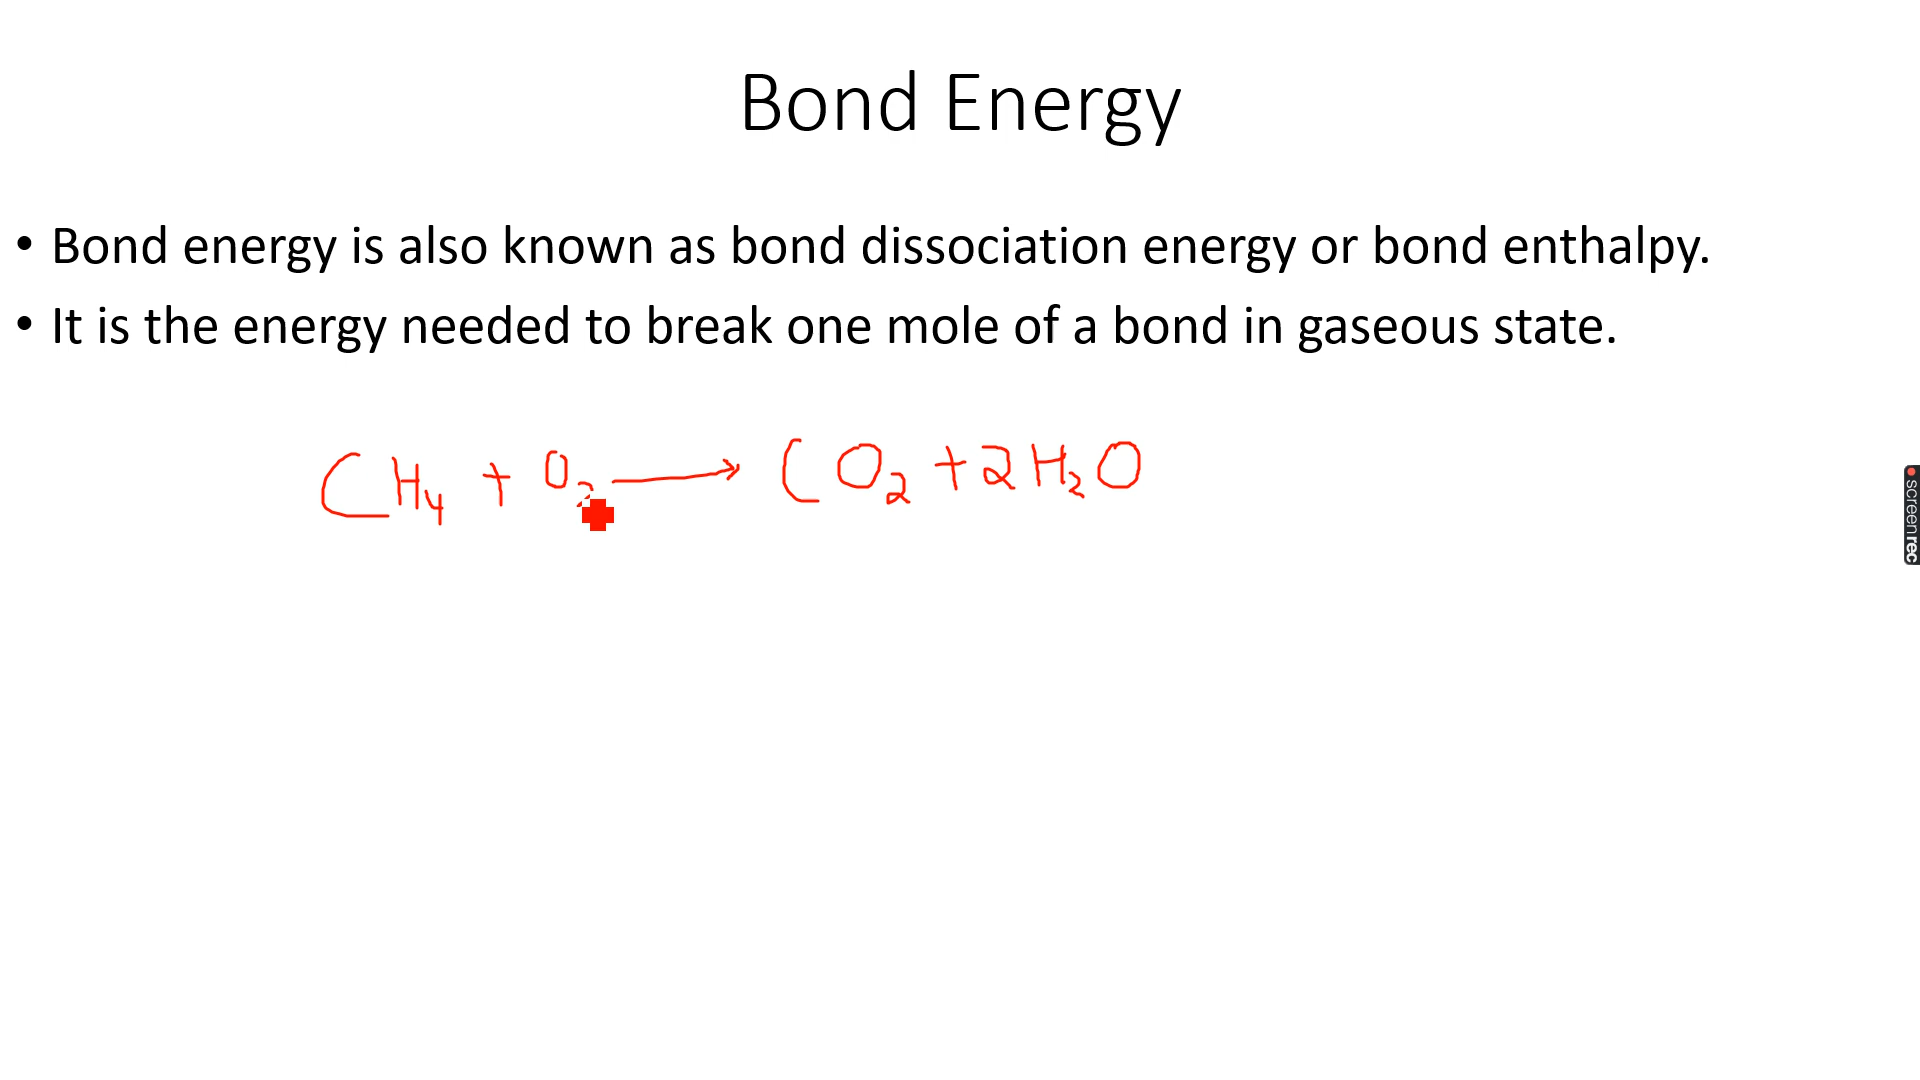 Bond Energy
• Bond energy is also known as bond dissociation energy or bond enthalpy.
• It is the energy needed to break one mole of a bond in gaseous state.
CH₄ + O₂ → CO₂ + 2H₂O
screenrec